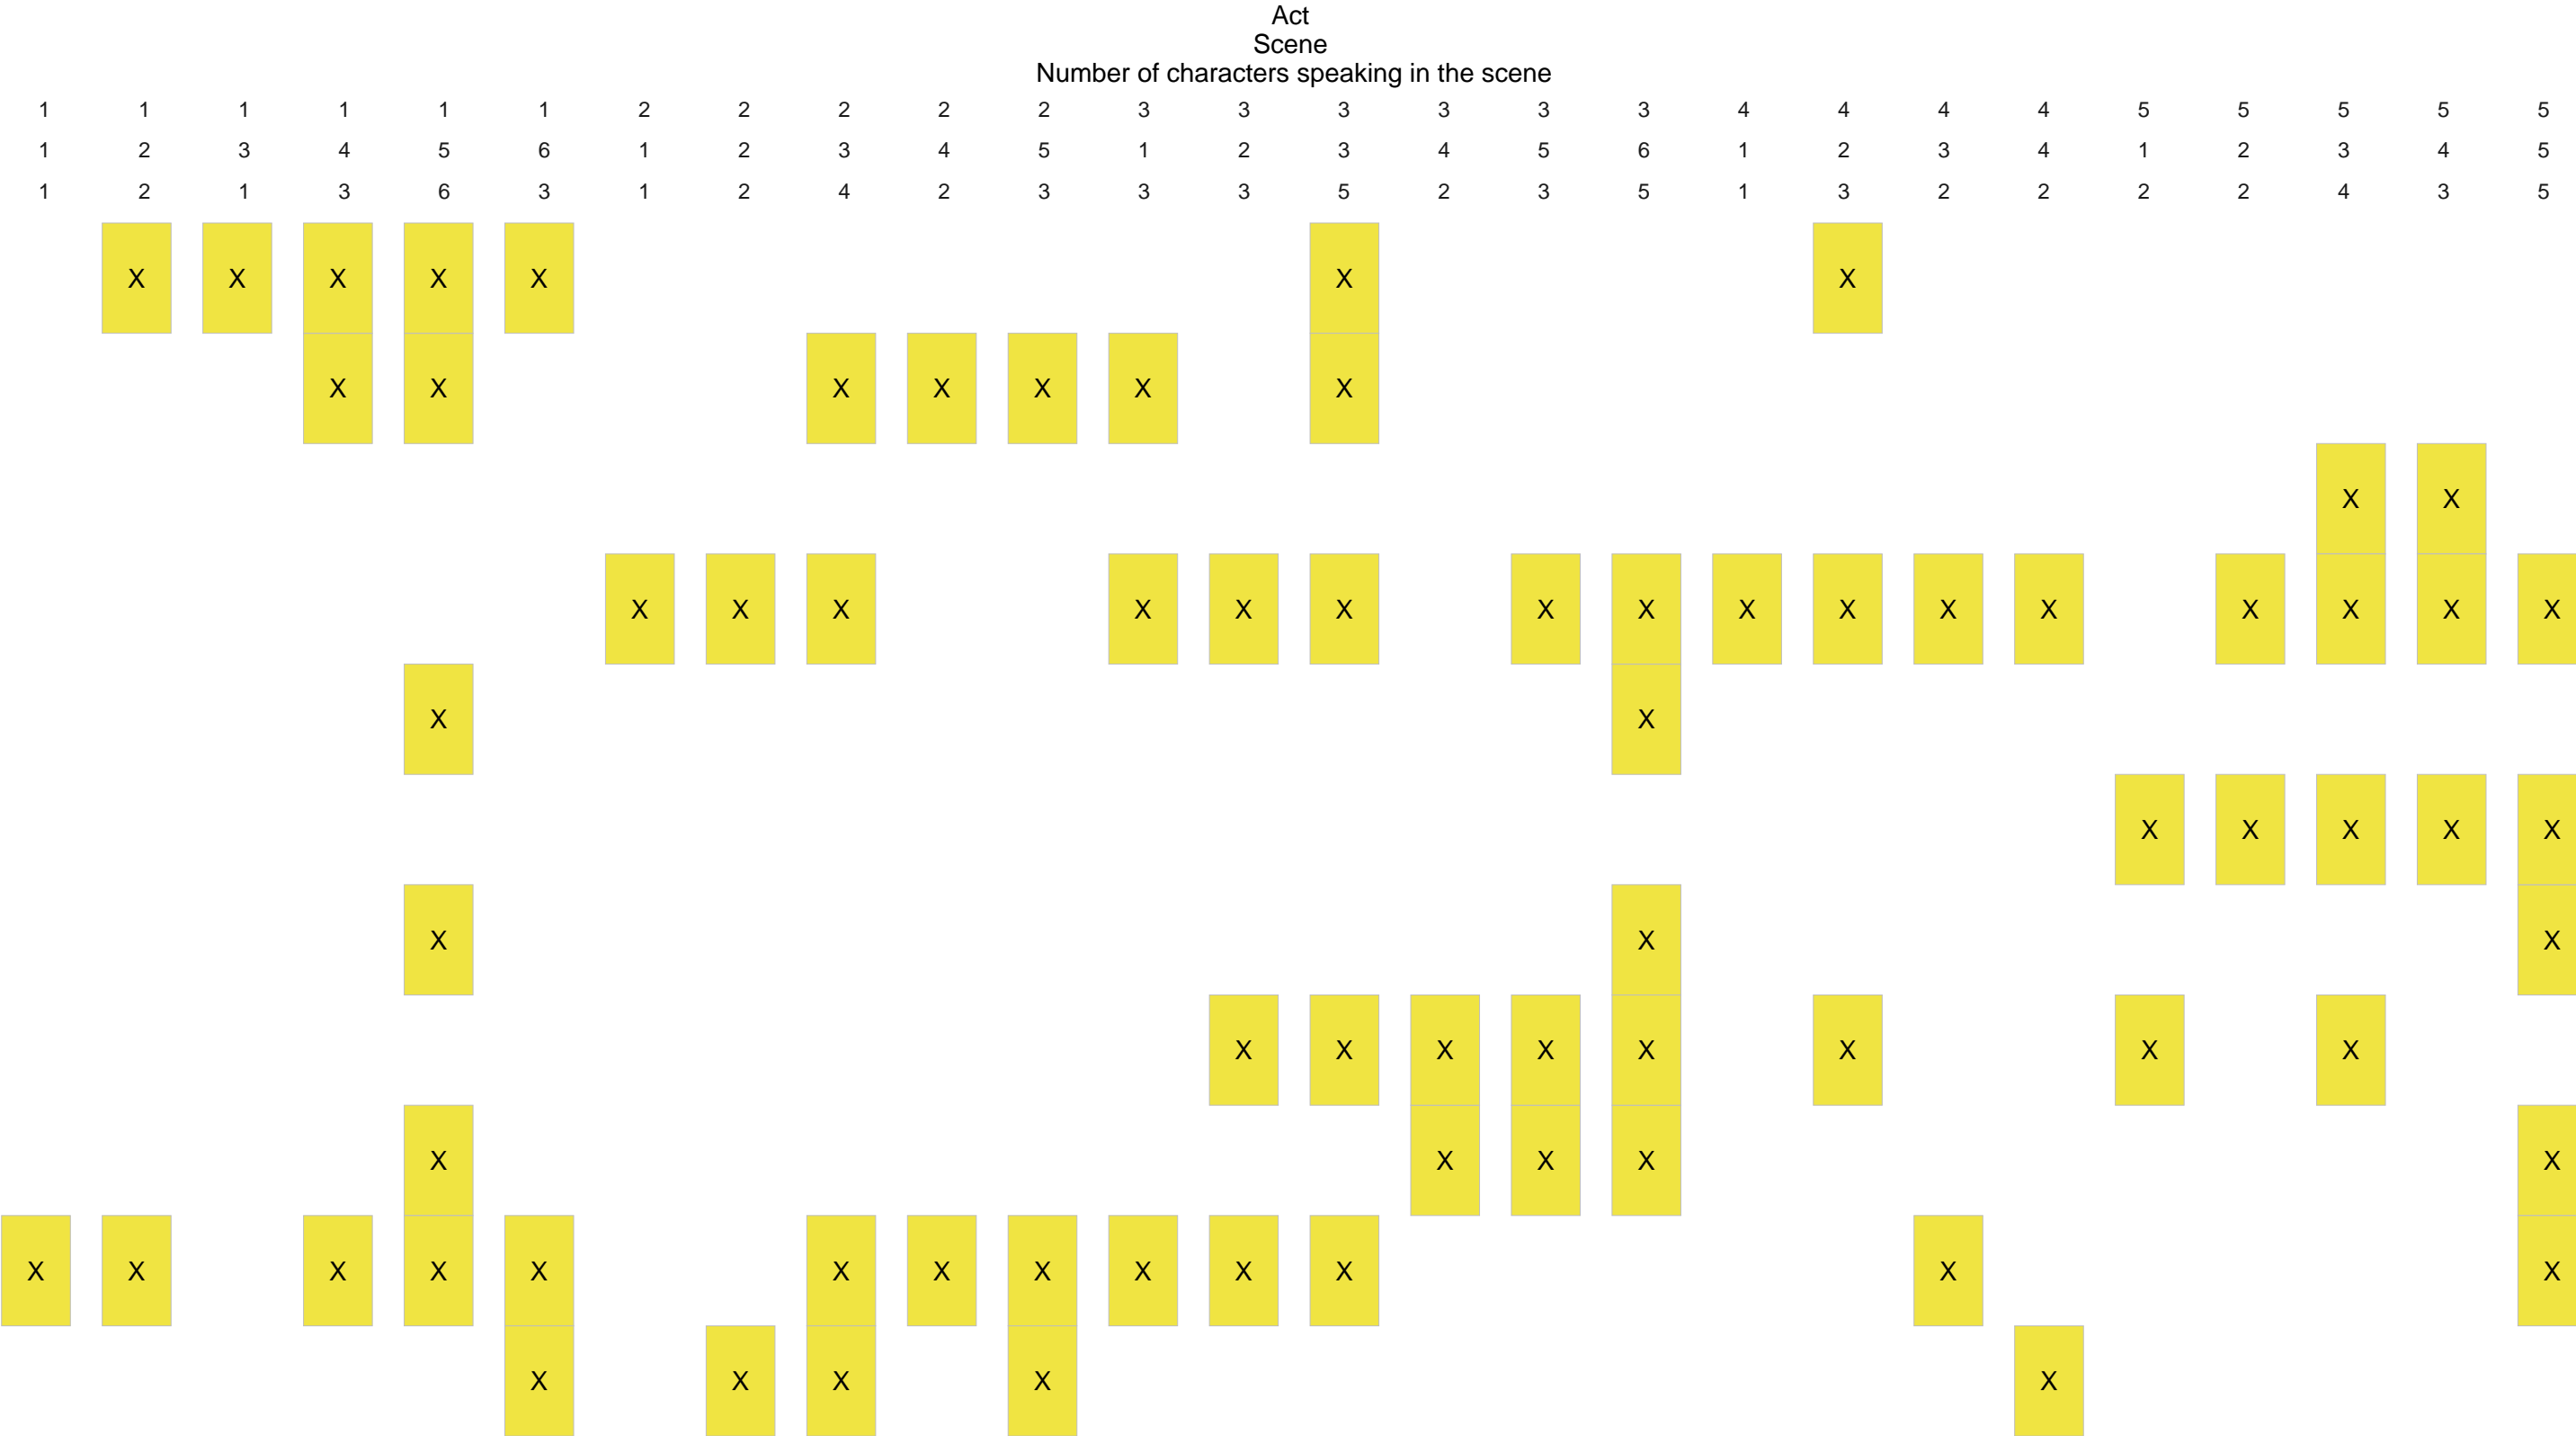 Act
Scene
Number of characters speaking in the scene
1 1 1 1 1 1 2 2 2 2 2 3 3 3 3 3 3 4 4 4 4 5 5 5 5 5
1 2 3 4 5 6 1 2 3 4 5 1 2 3 4 5 6 1 2 3 4 1 2 3 4 5
1 2 1 3 6 3 1 2 4 2 3 3 3 5 2 3 5 1 3 2 2 2 2 4 3 5
X X X X X X X
X X X X X X X
X X
X X X X X X X X X X X X X X X X
X X
X X X X X
X X X
X X X X X X X X
X X X X X
X X X X X X X X X X X X X
X X X X X